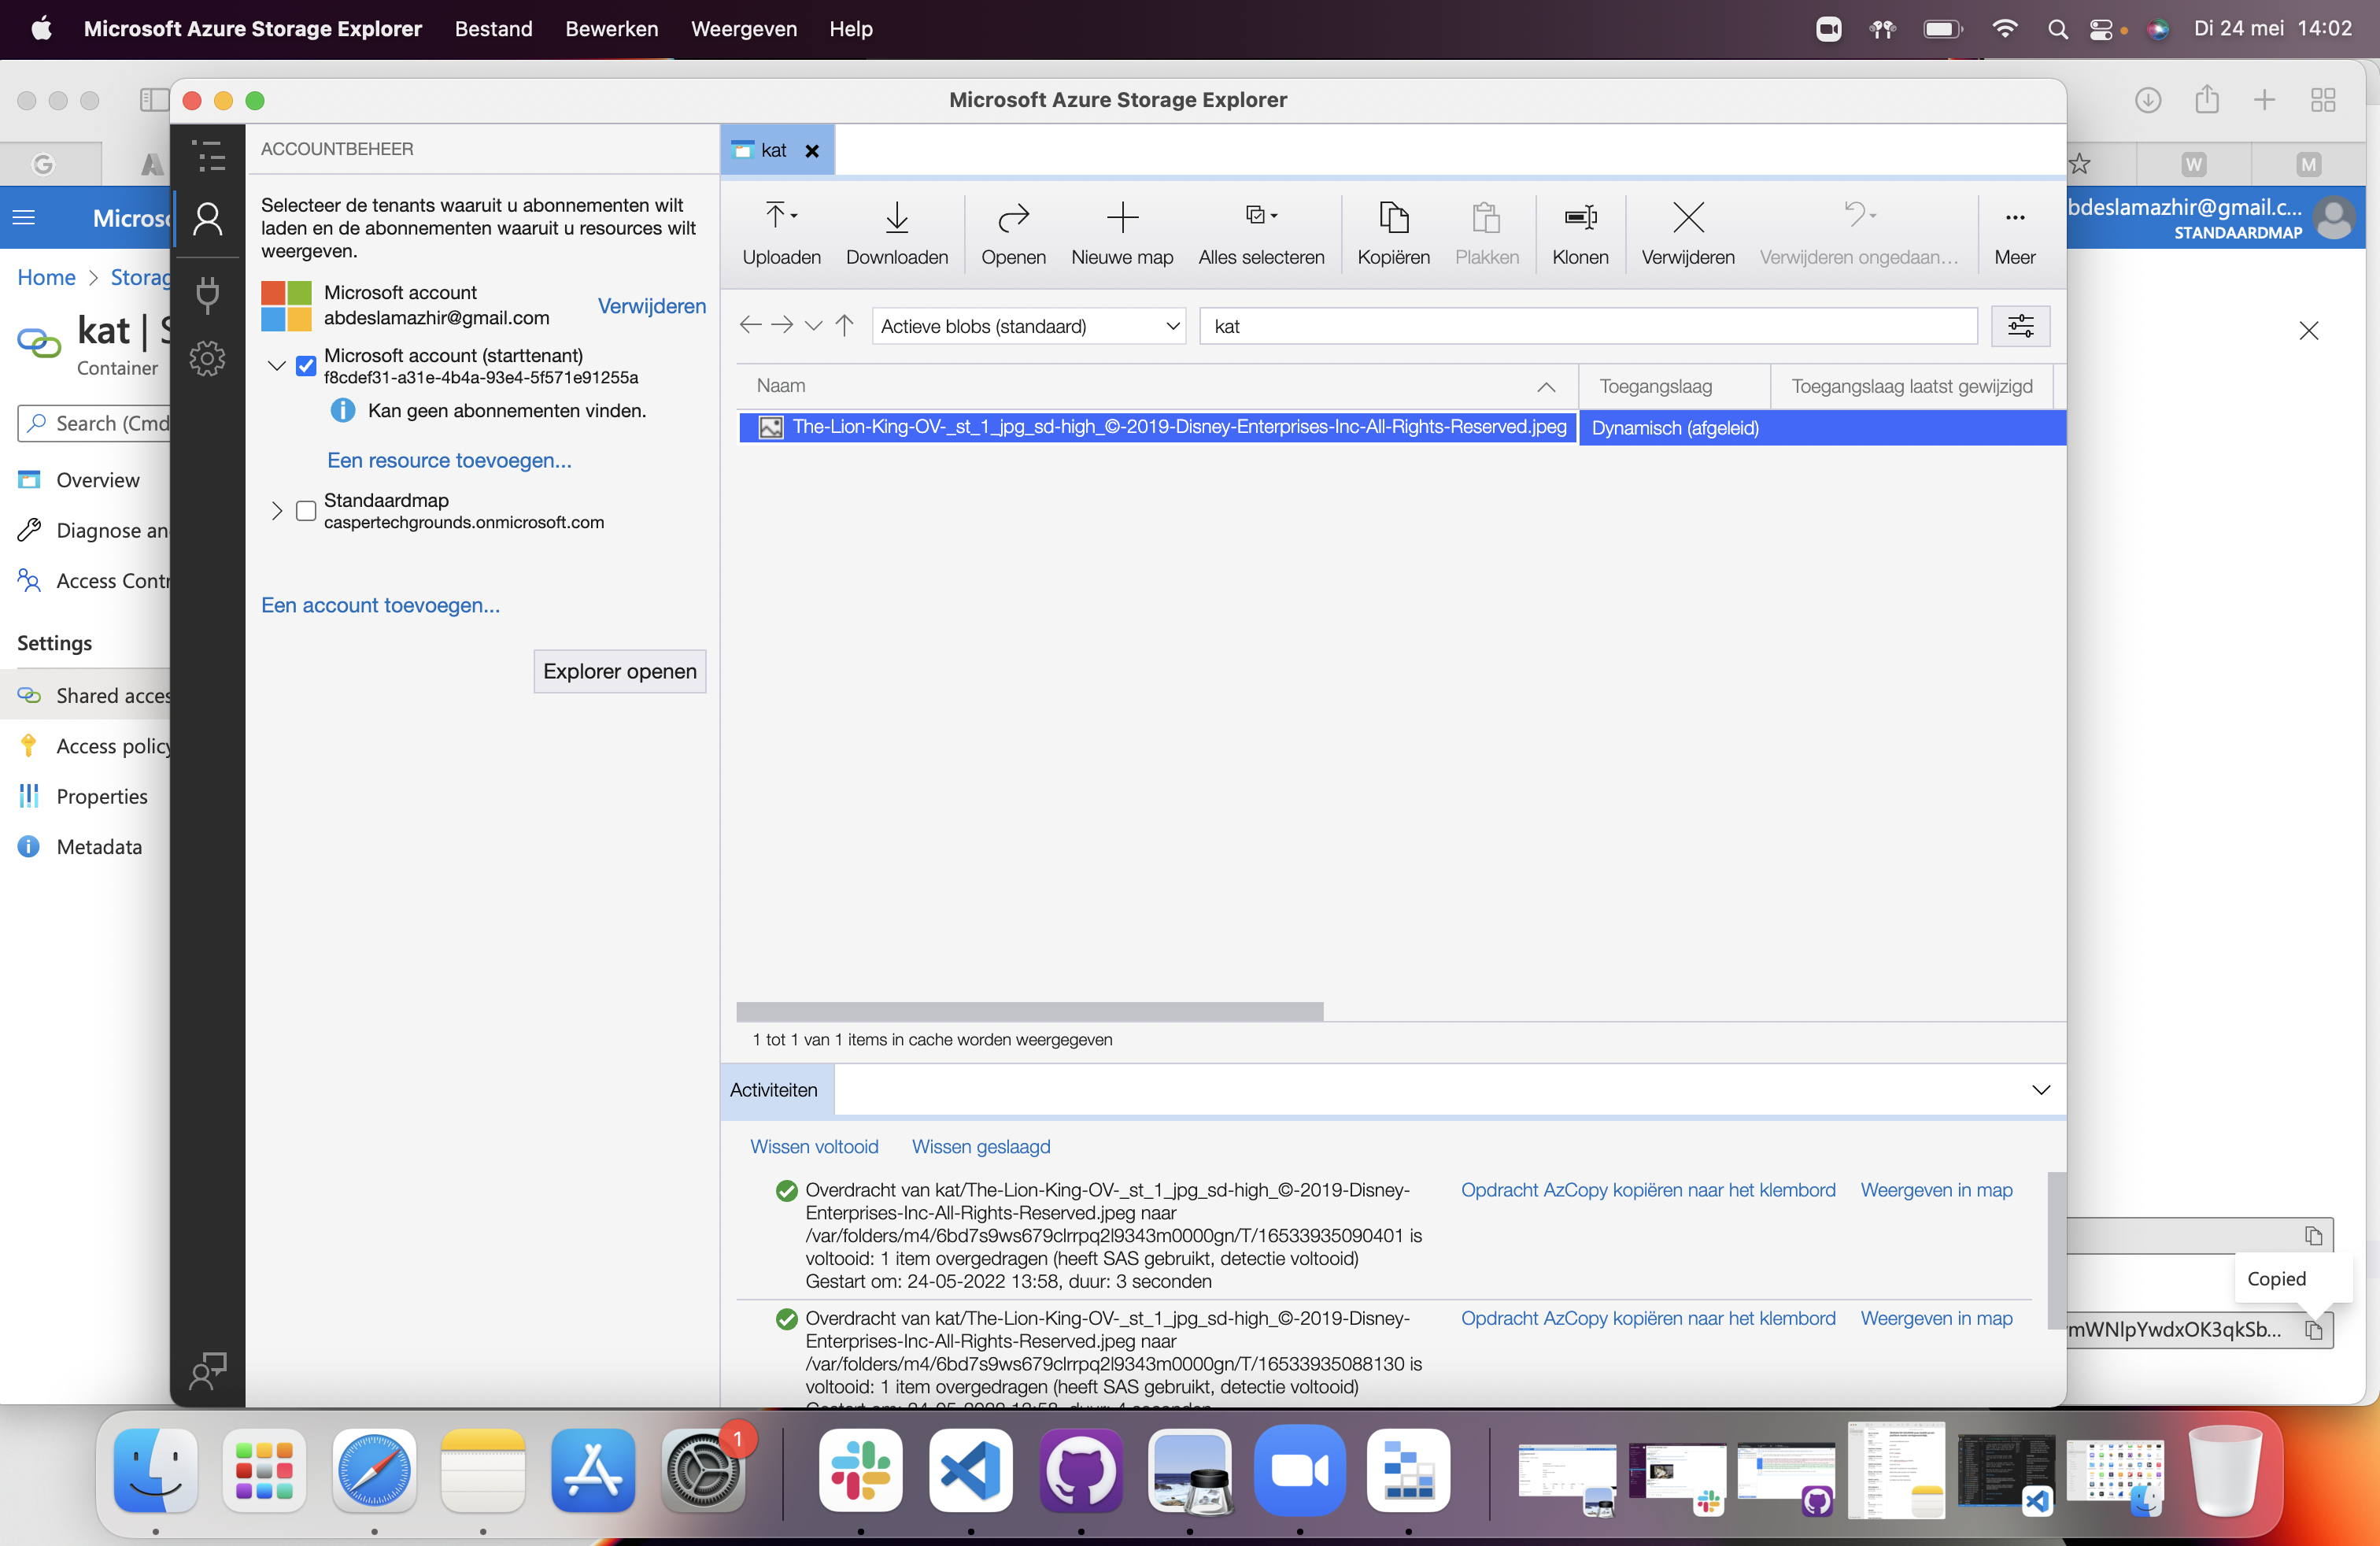 Microsoft Azure Storage Explorer Bestand Bewerken Weergeven Help Di 24 mei 14:02
Microsoft Azure Storage Explorer
G
W M
ACCOUNTBEHEER
kat
Selecteer de tenants waaruit u abonnementen wilt
laden en de abonnementen waaruit u resources wilt
weergeven.
Microsoft account
abdeslamazhir@gmail.com
Verwijderen
Microsoft account (starttenant)
f8cdef31-a31e-4b4a-93e4-5f571e91255a
Kan geen abonnementen vinden.
Een resource toevoegen...
Standaardmap
caspertechgrounds.onmicrosoft.com
Een account toevoegen...
Explorer openen
Uploaden Downloaden Openen Nieuwe map Alles selecteren Kopiëren Plakken Klonen Verwijderen Verwijderen ongedaan... Meer
Actieve blobs (standaard) kat
Naam Toegangslaag Toegangslaag laatst gewijzigd
The-Lion-King-OV-_st_1_jpg_sd-high_©-2019-Disney-Enterprises-Inc-All-Rights-Reserved.jpeg Dynamisch (afgeleid)
1 tot 1 van 1 items in cache worden weergegeven
Activiteiten
Wissen voltooid Wissen geslaagd
Overdracht van kat/The-Lion-King-OV-_st_1_jpg_sd-high_©-2019-Disney-
Enterprises-Inc-All-Rights-Reserved.jpeg naar
/var/folders/m4/6bd7s9ws679clrrpq2l9343m0000gn/T/16533935090401 is
voltooid: 1 item overgedragen (heeft SAS gebruikt, detectie voltooid)
Gestart om: 24-05-2022 13:58, duur: 3 seconden
Opdracht AzCopy kopiëren naar het klembord Weergeven in map
Overdracht van kat/The-Lion-King-OV-_st_1_jpg_sd-high_©-2019-Disney-
Enterprises-Inc-All-Rights-Reserved.jpeg naar
/var/folders/m4/6bd7s9ws679clrrpq2l9343m0000gn/T/16533935088130 is
voltooid: 1 item overgedragen (heeft SAS gebruikt, detectie voltooid)
Opdracht AzCopy kopiëren naar het klembord Weergeven in map
Micros
bdeslamazhir@gmail.c...
STANDAARDMAP
Home > Storag
kat | S
Container
Search (Cmd
Overview
Diagnose an
Access Contr
Settings
Shared acces
Access policy
Properties
Metadata
Copied
mWNlpYwdxOK3qkSb...
1